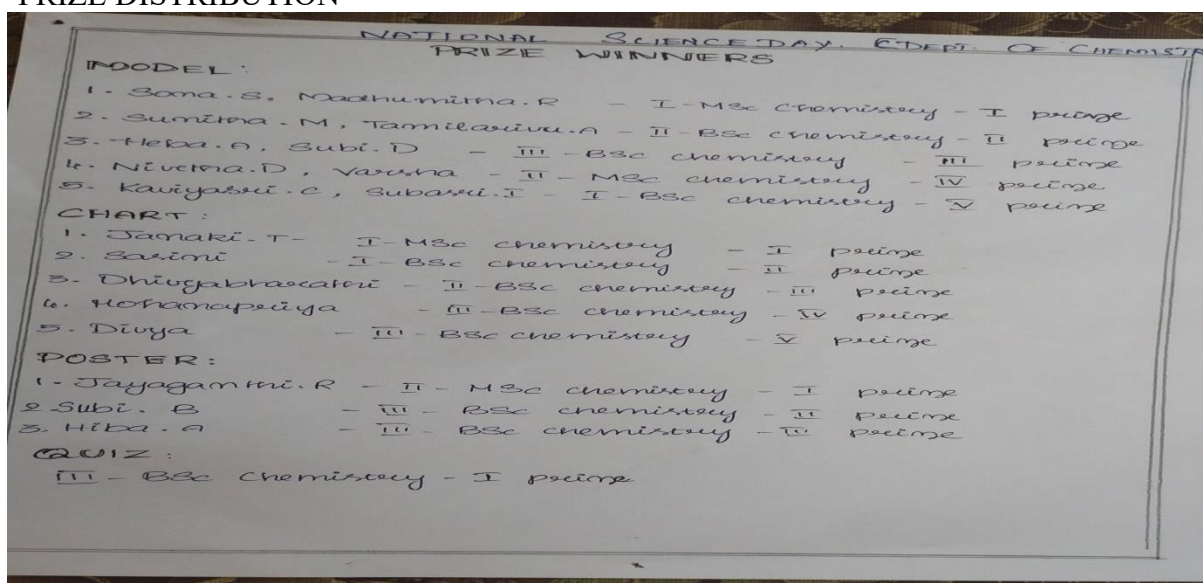 PRIZE DISTRIBUTION
NATIONAL SCIENCE DAY. DEPT. OF CHEMISTR
PRIZE WINNERS
MODEL:
1. Soma.S. Madhumitha.R - I - MSc Chemistry - I prize
2. Sumitha.M, Tamilarivu.A - II - BSc chemistry - II prize
3. Heba.A, Subi.D - III - BSc chemistry - III prize
4. Nivetha.D, Varsha - II - MSc chemistry - IV prize
5. Kaviyasri.C, Subasri.I - I - BSc chemistry - V prize
CHART:
1. Janaki.T - I - MSc chemistry - I prize
2. Sasini - I - BSc chemistry - II prize
3. Dhivyabharathi - II - BSc chemistry - III prize
4. Mohanapriya - III - BSc chemistry - IV prize
5. Divya - III - BSc chemistry - V prize
POSTER:
1. Jayaganthi.R - II - MSc chemistry - I prize
2. Subi. B - III - BSc chemistry - II prize
3. Hiba. A - III - BSc chemistry - III prize
QUIZ:
III - BSc Chemistry - I prize